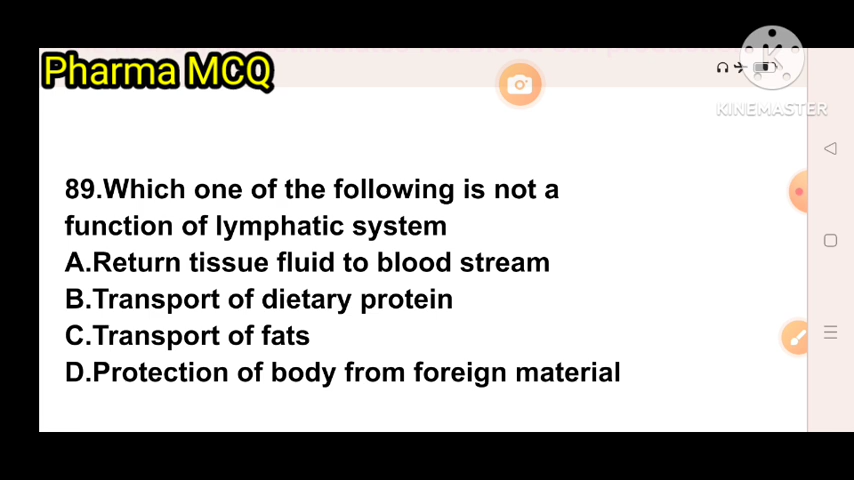 Pharma MCQ
KINEMASTER
89.Which one of the following is not a
function of lymphatic system
A.Return tissue fluid to blood stream
B.Transport of dietary protein
C.Transport of fats
D.Protection of body from foreign material